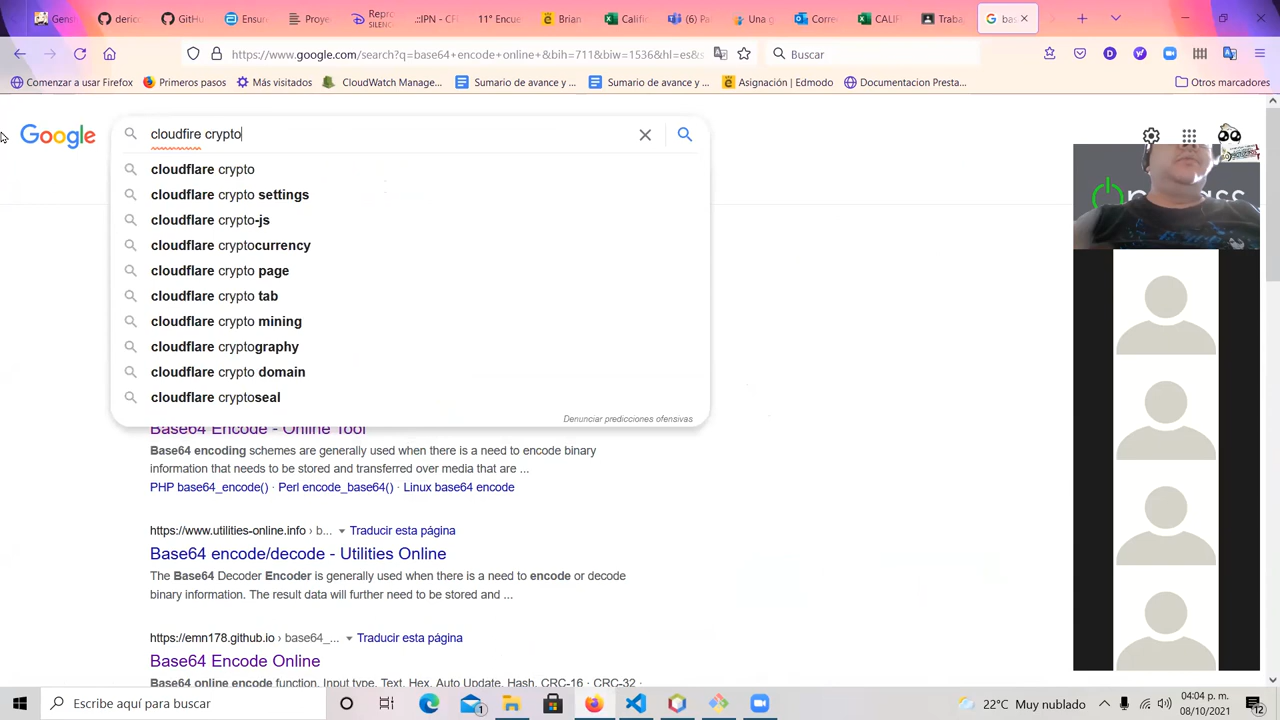 Genst
derick
Ensure
Proye
Repro
SILENC
.::IPN - CF
11° Encue
Brian
Califi
(6) Pa
Una g
Corre
CALIF
Traba
bas
https://www.google.com/search?q=base64+encode+online+&bih=711&biw=1536&hl=es&s
Buscar
Comenzar a usar Firefox
Primeros pasos
Más visitados
CloudWatch Manage...
Sumario de avance y ...
Sumario de avance y ...
Asignación | Edmodo
Documentacion Presta...
Otros marcadores
Google
cloudfire crypto
cloudflare crypto
cloudflare crypto settings
cloudflare crypto-js
cloudflare cryptocurrency
cloudflare crypto page
cloudflare crypto tab
cloudflare crypto mining
cloudflare cryptography
cloudflare crypto domain
cloudflare cryptoseal
Denunciar predicciones ofensivas
Base64 Encode - Online Tool
Base64 encoding schemes are generally used when there is a need to encode binary
information that needs to be stored and transferred over media that are ...
PHP base64_encode() · Perl encode_base64() · Linux base64 encode
https://www.utilities-online.info › b... Traducir esta página
Base64 encode/decode - Utilities Online
The Base64 Decoder Encoder is generally used when there is a need to encode or decode
binary information. The result data will further need to be stored and ...
https://emn178.github.io › base64_... Traducir esta página
Base64 Encode Online
Base64 online encode function. Input type. Text, Hex, Auto Update, Hash, CRC-16 · CRC-32 ·
Escribe aquí para buscar
1
22°C Muy nublado
04:04 p. m.
08/10/2021
12